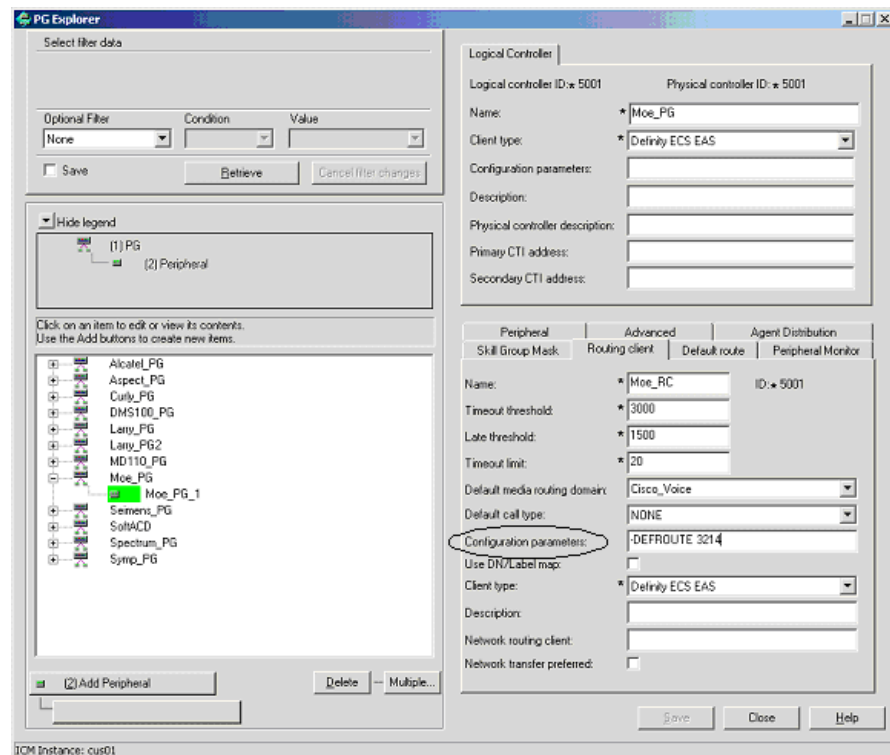 PG Explorer
Select filter data
Optional Filter Condition Value
None
Save Retrieve Cancel filter changes
Hide legend
(1) PG
(2) Peripheral
Click on an item to edit or view its contents.
Use the Add buttons to create new items.
Alcatel_PG
Aspect_PG
Curly_PG
DMS100_PG
Larry_PG
Larry_PG2
MD110_PG
Moe_PG
Moe_PG_1
Seimens_PG
SoftACD
Spectrum_PG
Symp_PG
(2) Add Peripheral Delete Multiple...
Logical Controller
Logical controller ID:* 5001 Physical controller ID:* 5001
Name: * Moe_PG
Client type: * Definity ECS EAS
Configuration parameters:
Description:
Physical controller description:
Primary CTI address:
Secondary CTI address:
Peripheral Advanced Agent Distribution
Skill Group Mask Routing client Default route Peripheral Monitor
Name: * Moe_RC ID:* 5001
Timeout threshold: * 3000
Late threshold: * 1500
Timeout limit: * 20
Default media routing domain: Cisco_Voice
Default call type: NONE
Configuration parameters: -DEFROUTE 3214
Use DN/Label map:
Client type: * Definity ECS EAS
Description:
Network routing client:
Network transfer preferred:
Save Close Help
ICM Instance: cus01